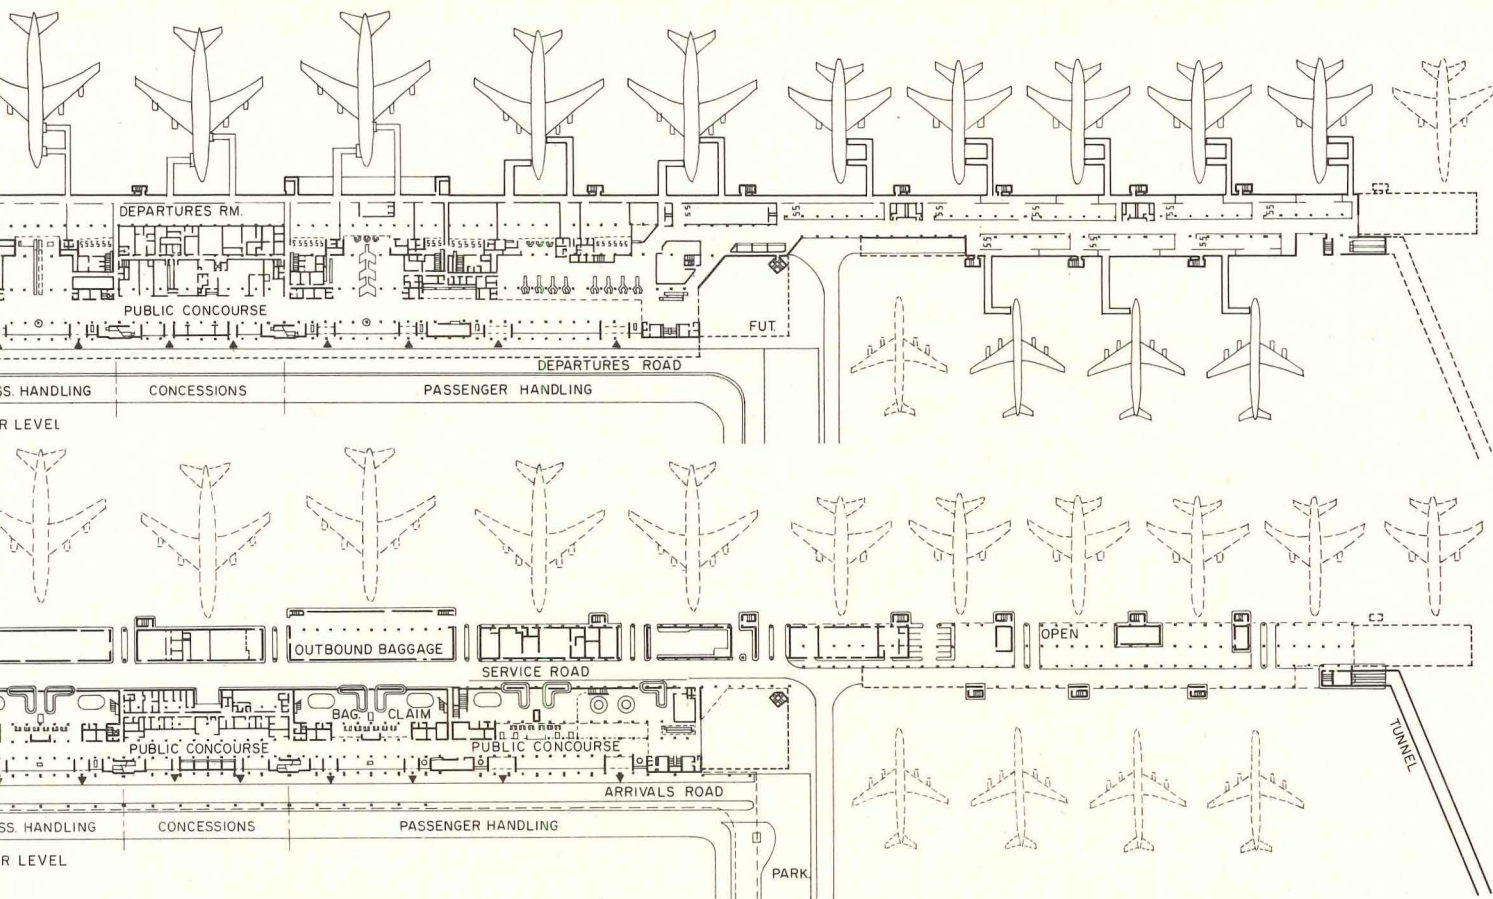 DEPARTURES RM.
PUBLIC CONCOURSE
FUT.
DEPARTURES ROAD
SS. HANDLING
CONCESSIONS
PASSENGER HANDLING
R LEVEL
OUTBOUND BAGGAGE
OPEN
SERVICE ROAD
BAG. CLAIM
PUBLIC CONCOURSE
PUBLIC CONCOURSE
TUNNEL
ARRIVALS ROAD
SS. HANDLING
CONCESSIONS
PASSENGER HANDLING
R LEVEL
PARK.